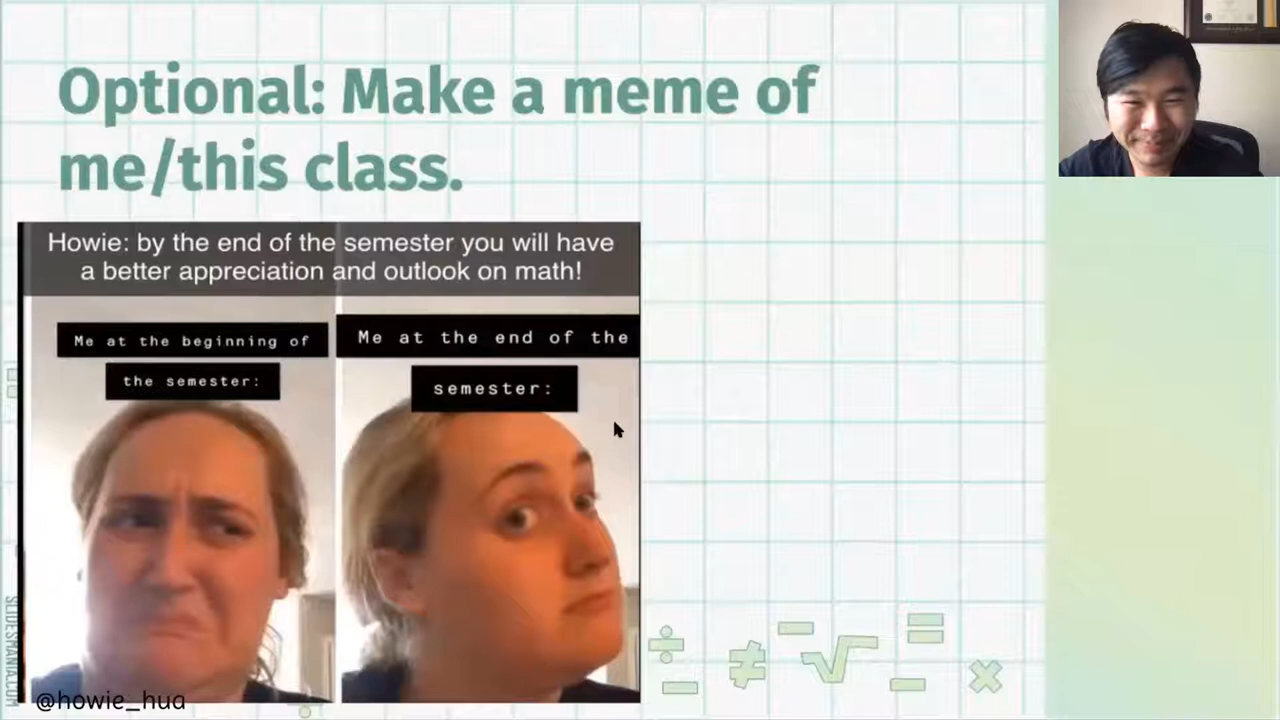 Optional: Make a meme of
me/this class.
Howie: by the end of the semester you will have
a better appreciation and outlook on math!
Me at the beginning of
the semester:
Me at the end of the
semester:
SLIDESMANIA.COM
@howie_hua